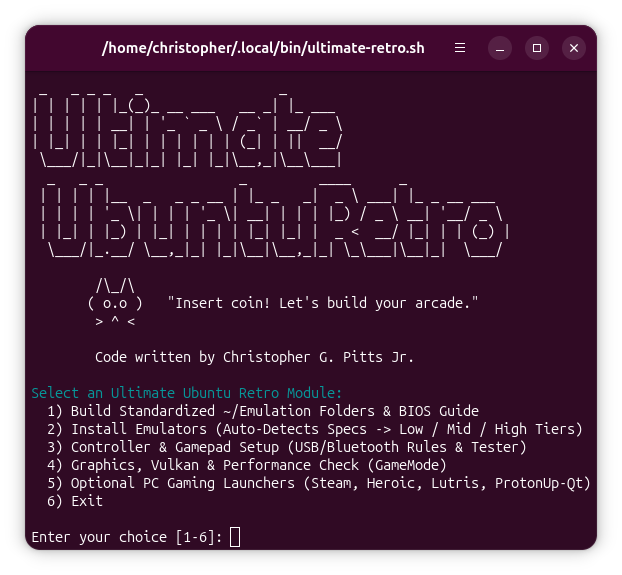 /home/christopher/.local/bin/ultimate-retro.sh
Ultimate
UbuntuRetro
/\_/\
( o.o ) "Insert coin! Let's build your arcade."
> ^ <
Code written by Christopher G. Pitts Jr.
Select an Ultimate Ubuntu Retro Module:
1) Build Standardized ~/Emulation Folders & BIOS Guide
2) Install Emulators (Auto-Detects Specs -> Low / Mid / High Tiers)
3) Controller & Gamepad Setup (USB/Bluetooth Rules & Tester)
4) Graphics, Vulkan & Performance Check (GameMode)
5) Optional PC Gaming Launchers (Steam, Heroic, Lutris, ProtonUp-Qt)
6) Exit
Enter your choice [1-6]: